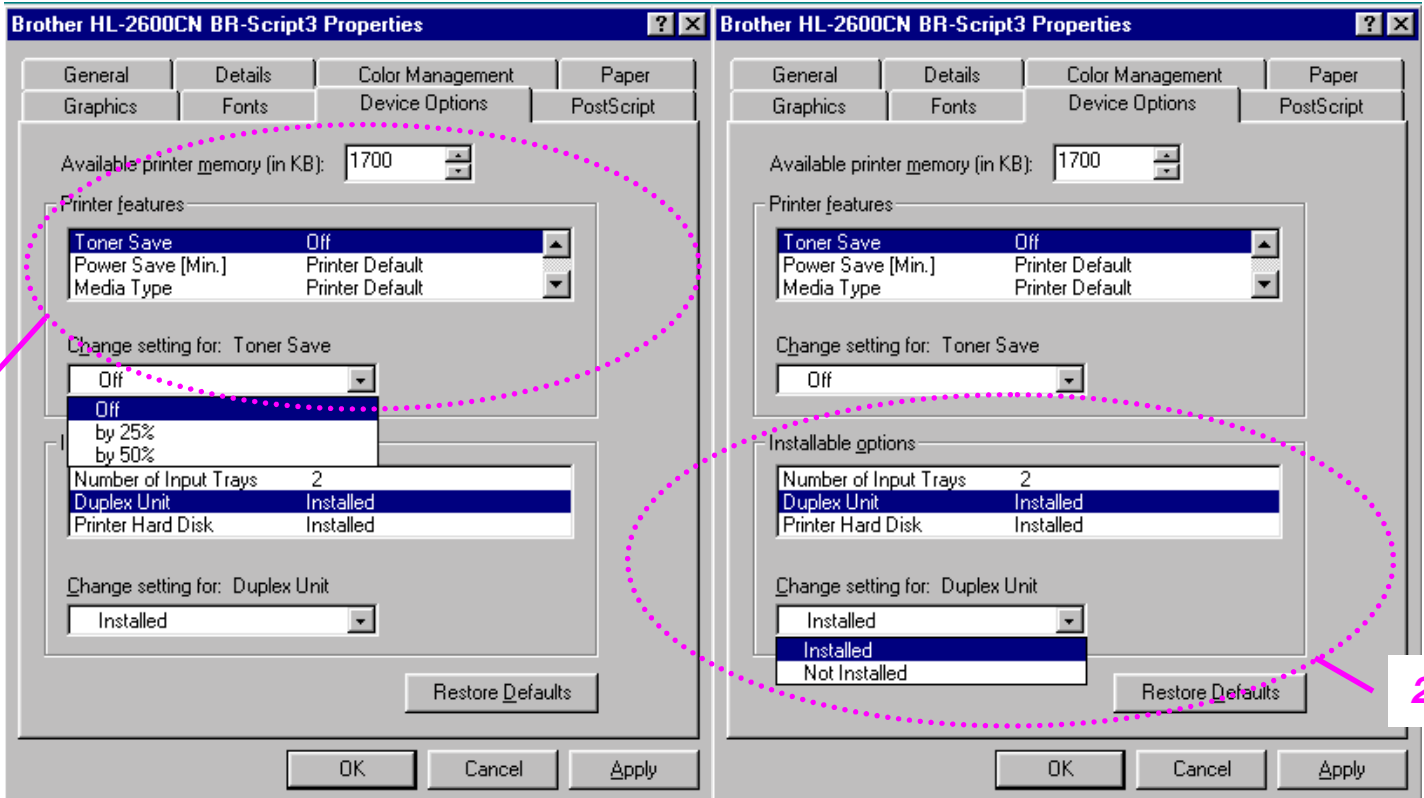 Brother HL-2600CN BR-Script3 Properties
General Details Color Management Paper
Graphics Fonts Device Options PostScript
Available printer memory (in KB): 1700
Printer features
Toner Save Off
Power Save [Min.] Printer Default
Media Type Printer Default
Change setting for: Toner Save
Off
Off
by 25%
by 50%
Number of Input Trays 2
Duplex Unit Installed
Printer Hard Disk Installed
Change setting for: Duplex Unit
Installed
Restore Defaults
OK Cancel Apply
Brother HL-2600CN BR-Script3 Properties
General Details Color Management Paper
Graphics Fonts Device Options PostScript
Available printer memory (in KB): 1700
Printer features
Toner Save Off
Power Save [Min.] Printer Default
Media Type Printer Default
Change setting for: Toner Save
Off
Installable options
Number of Input Trays 2
Duplex Unit Installed
Printer Hard Disk Installed
Change setting for: Duplex Unit
Installed
Installed
Not Installed
Restore Defaults
2
OK Cancel Apply